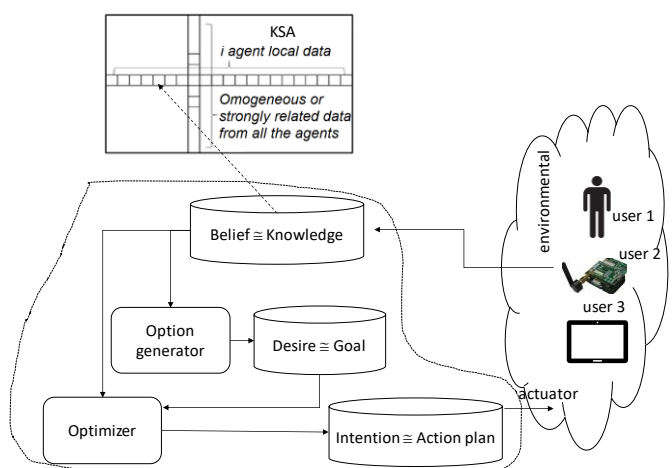 KSA
i agent local data
Omogeneous or
strongly related data
from all the agents
environmental
user 1
user 2
user 3
Belief ≅ Knowledge
Option
generator
Desire ≅ Goal
actuator
Optimizer
Intention ≅ Action plan